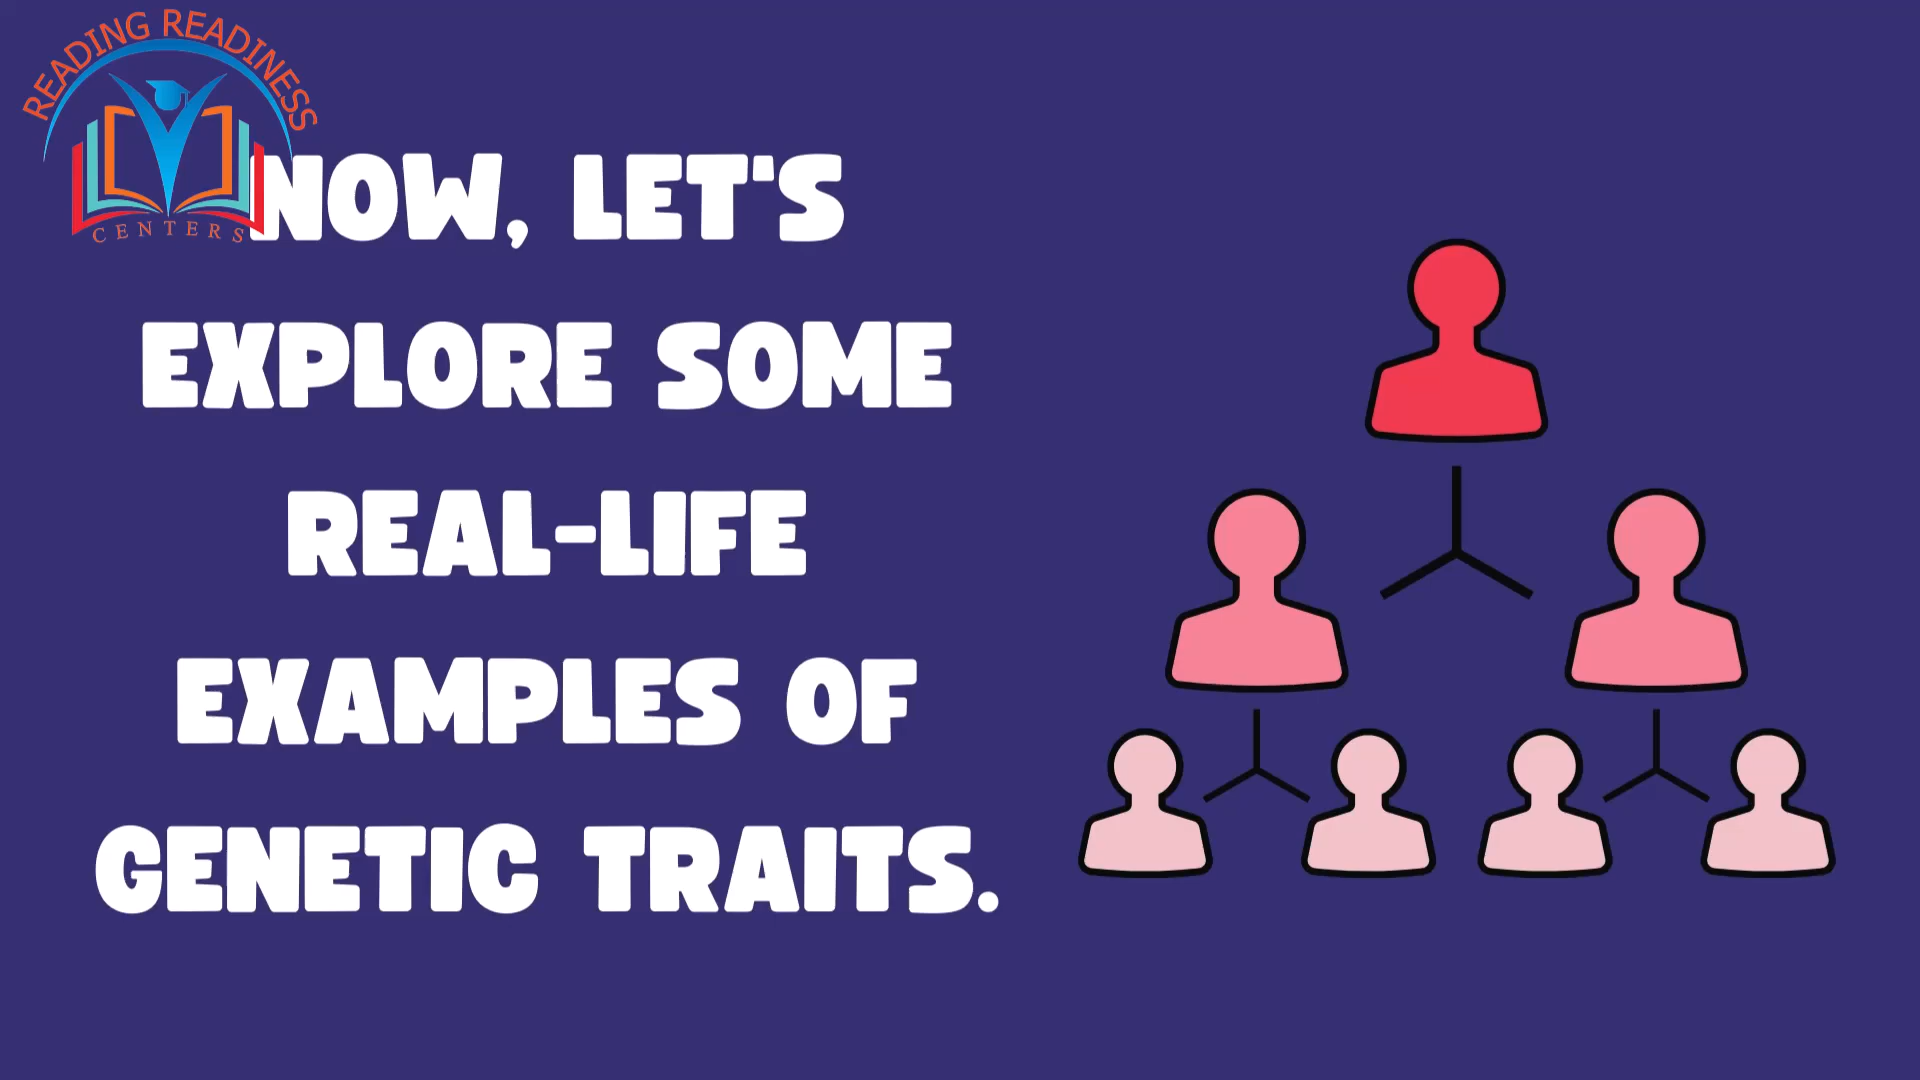 READING READINESS
CENTERS
NOW, LET'S
EXPLORE SOME
REAL-LIFE
EXAMPLES OF
GENETIC TRAITS.